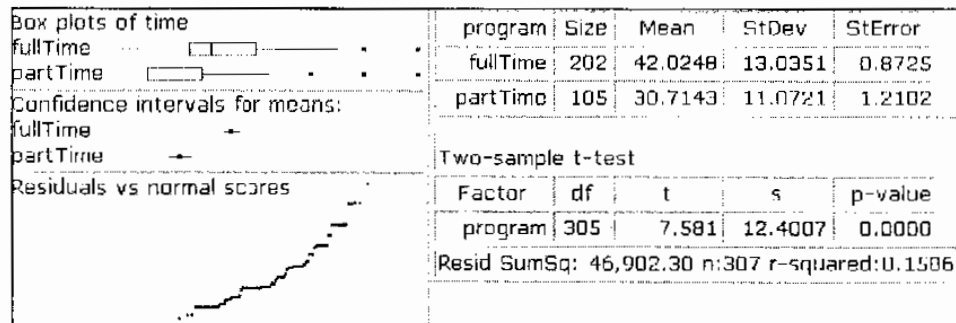 Box plots of time
fullTime
partTime
Confidence intervals for means:
fullTime
partTime
Residuals vs normal scores
program Size Mean StDev StError
fullTime 202 42.0248 13.0351 0.8725
partTime 105 30.7143 11.0721 1.2102
Two-sample t-test
Factor df t s p-value
program 305 7.581 12.4007 0.0000
Resid SumSq: 46,902.30 n:307 r-squared:0.1586